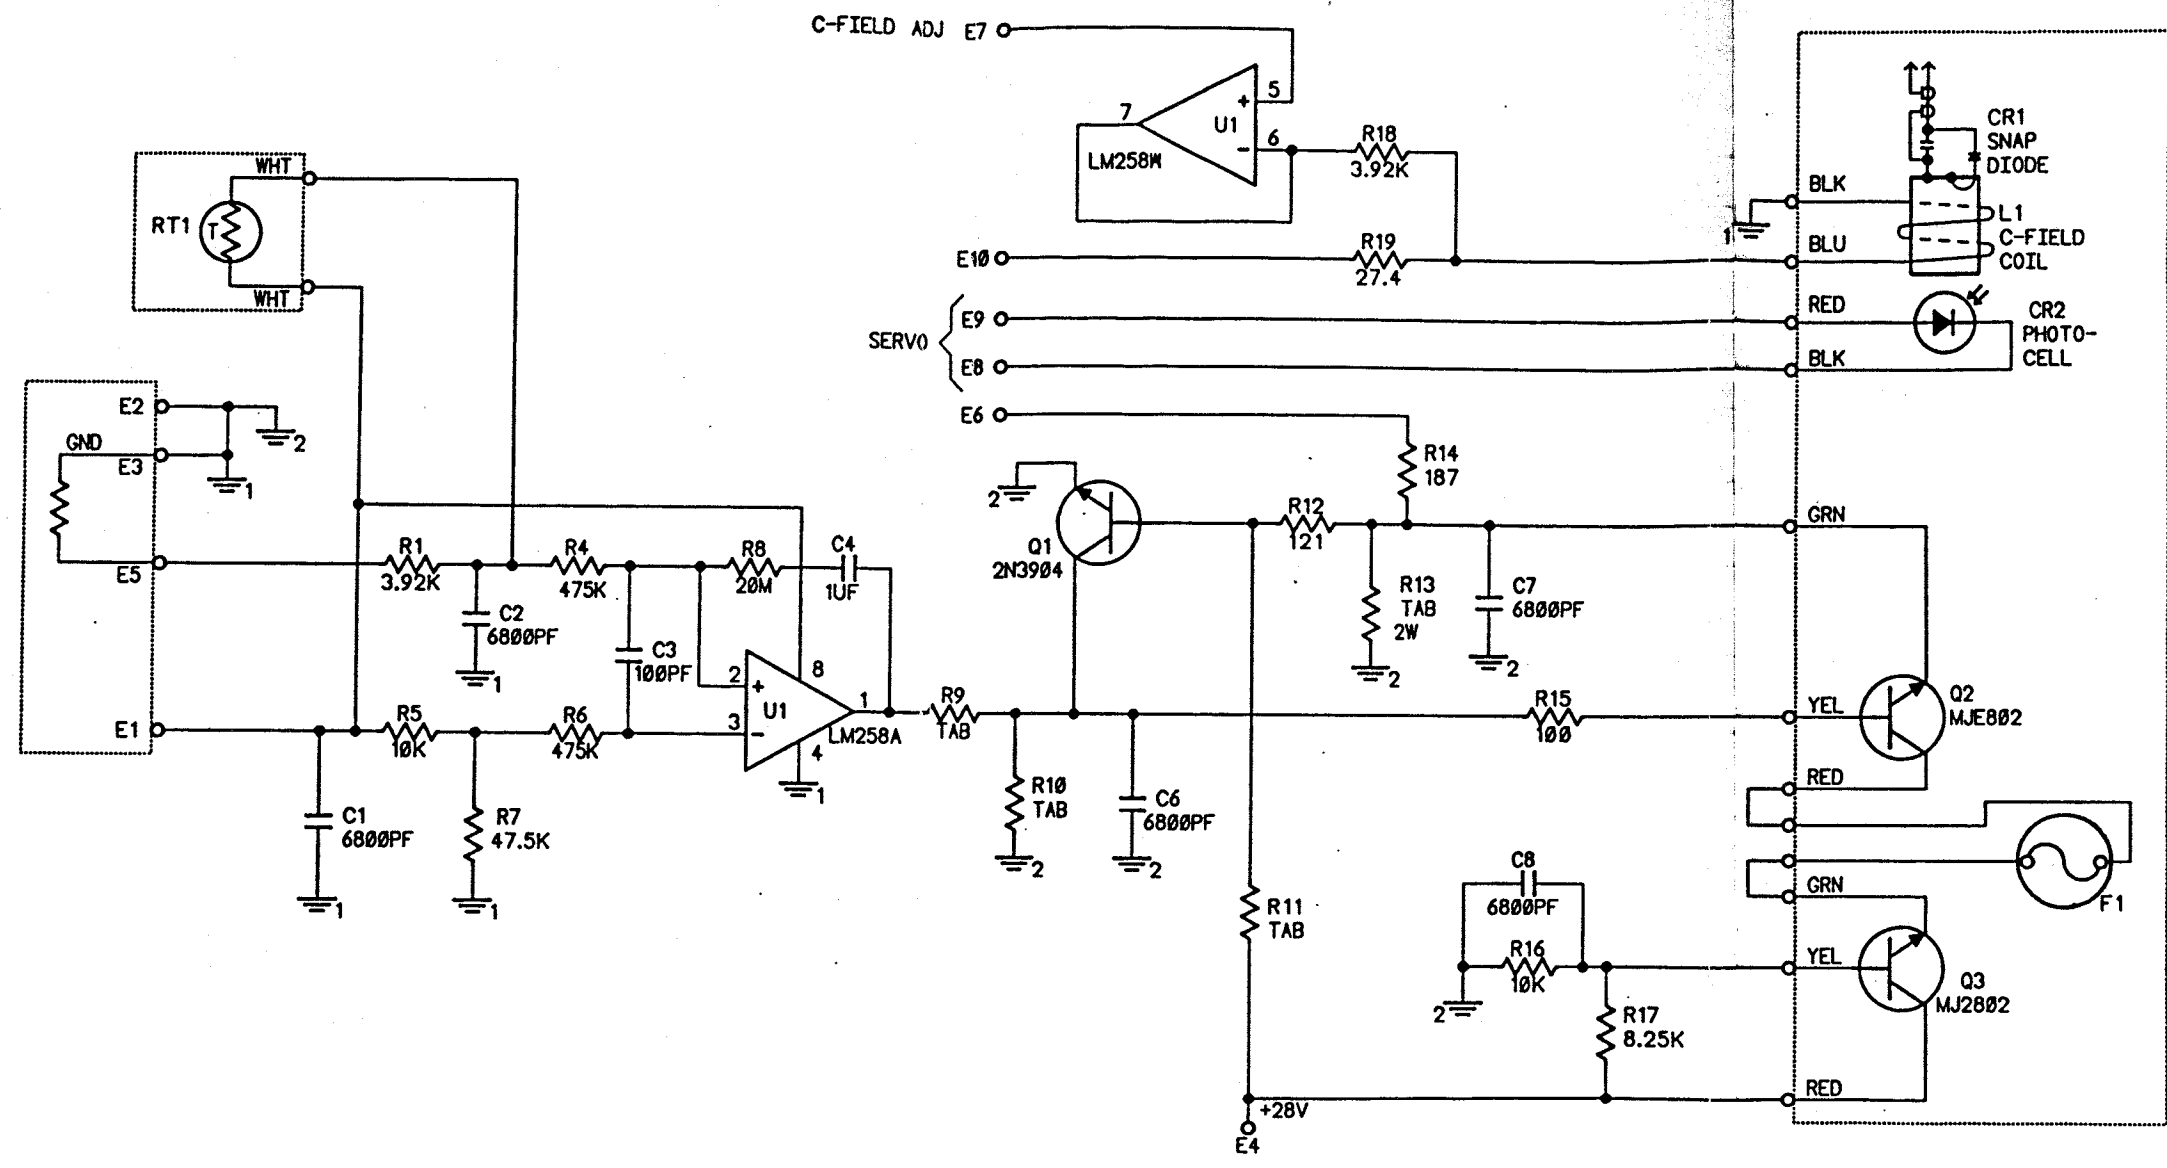 C-FIELD ADJ E7
5
+
7
U1
6
-
LM258W
R18
3.92K
CR1
SNAP
DIODE
WHT
RT1
T
WHT
BLK
1
L1
C-FIELD
COIL
BLU
E10
R19
27.4
SERVO
E9
E8
RED
BLK
CR2
PHOTO-
CELL
E6
E2
2
GND
E3
1
E5
R14
187
2
Q1
2N3904
R12
121
GRN
R1
3.92K
R4
475K
R8
20M
C4
1UF
C2
6800PF
1
C3
100PF
R13
TAB
2W
2
C7
6800PF
2
2
+
8
3
-
U1
1
LM258A
4
1
R9
TAB
R15
100
YEL
Q2
MJE802
E1
R5
10K
R6
475K
RED
C1
6800PF
1
R7
47.5K
1
R10
TAB
2
C6
6800PF
2
F1
GRN
C8
6800PF
R11
TAB
R16
10K
2
YEL
Q3
MJ2802
R17
8.25K
RED
+28V
E4